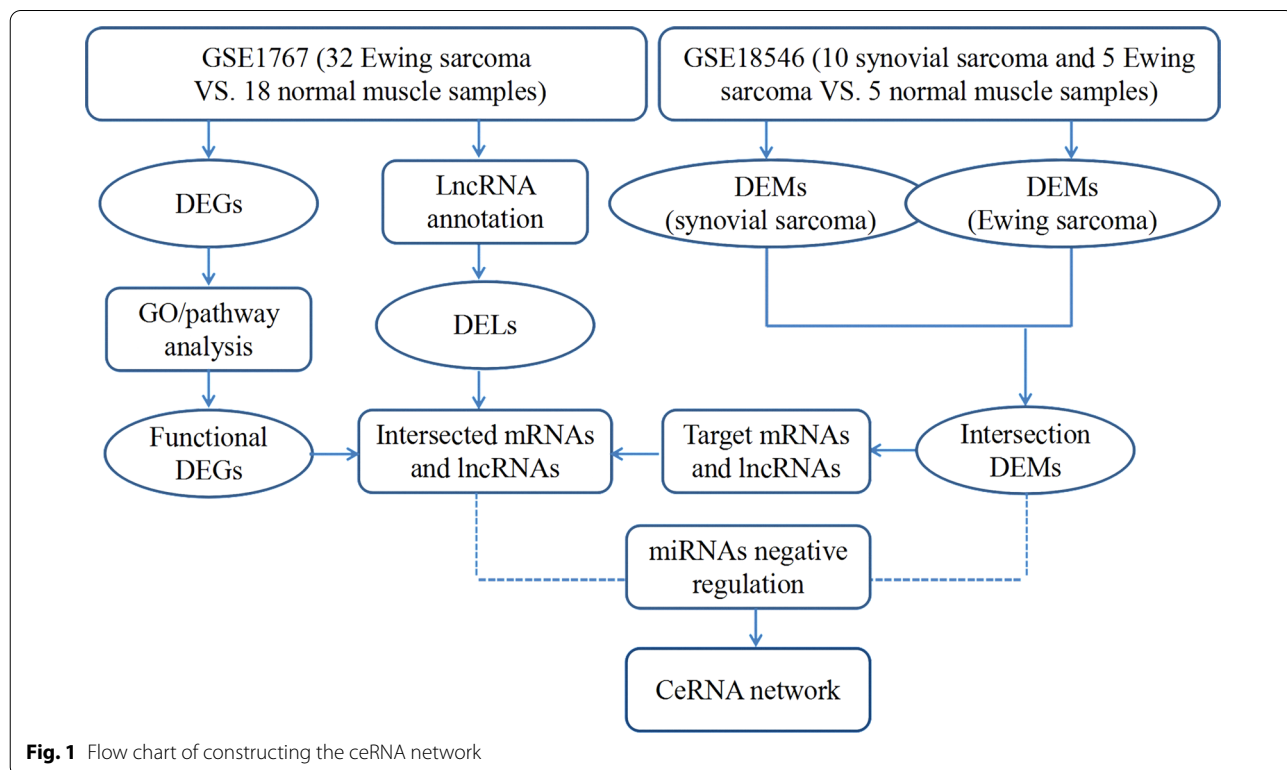 GSE1767 (32 Ewing sarcoma
VS. 18 normal muscle samples)
GSE18546 (10 synovial sarcoma and 5 Ewing
sarcoma VS. 5 normal muscle samples)
DEGs
LncRNA
annotation
DEMs
(synovial sarcoma)
DEMs
(Ewing sarcoma)
GO/pathway
analysis
DELs
Functional
DEGs
Intersected mRNAs
and lncRNAs
Target mRNAs
and lncRNAs
Intersection
DEMs
miRNAs negative
regulation
CeRNA network
Fig. 1 Flow chart of constructing the ceRNA network